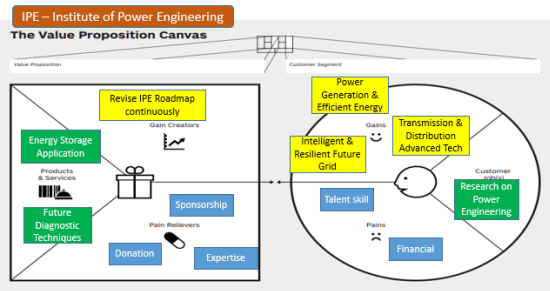 IPE – Institute of Power Engineering
The Value Proposition Canvas
Value Proposition
Customer Segment
Revise IPE Roadmap
continuously
Gain Creators
Energy Storage
Application
Products
& Services
Future
Diagnostic
Techniques
Sponsorship
Pain Relievers
Donation
Expertise
Power
Generation &
Efficient Energy
Gains
Transmission &
Distribution
Advanced Tech
Intelligent &
Resilient Future
Grid
Customer
Job(s)
Research on
Power
Engineering
Talent skill
Pains
Financial